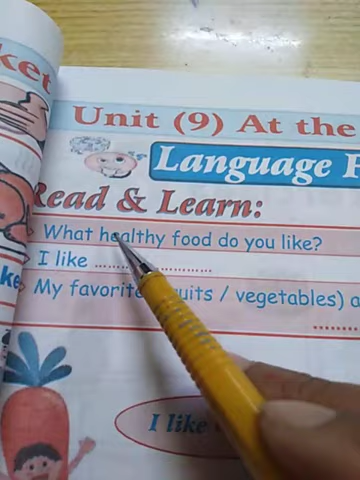 ket
Unit (9) At the
Language F
Read & Learn:
What healthy food do you like?
I like ........................
ke
My favorite uits / vegetables) a
........
I like